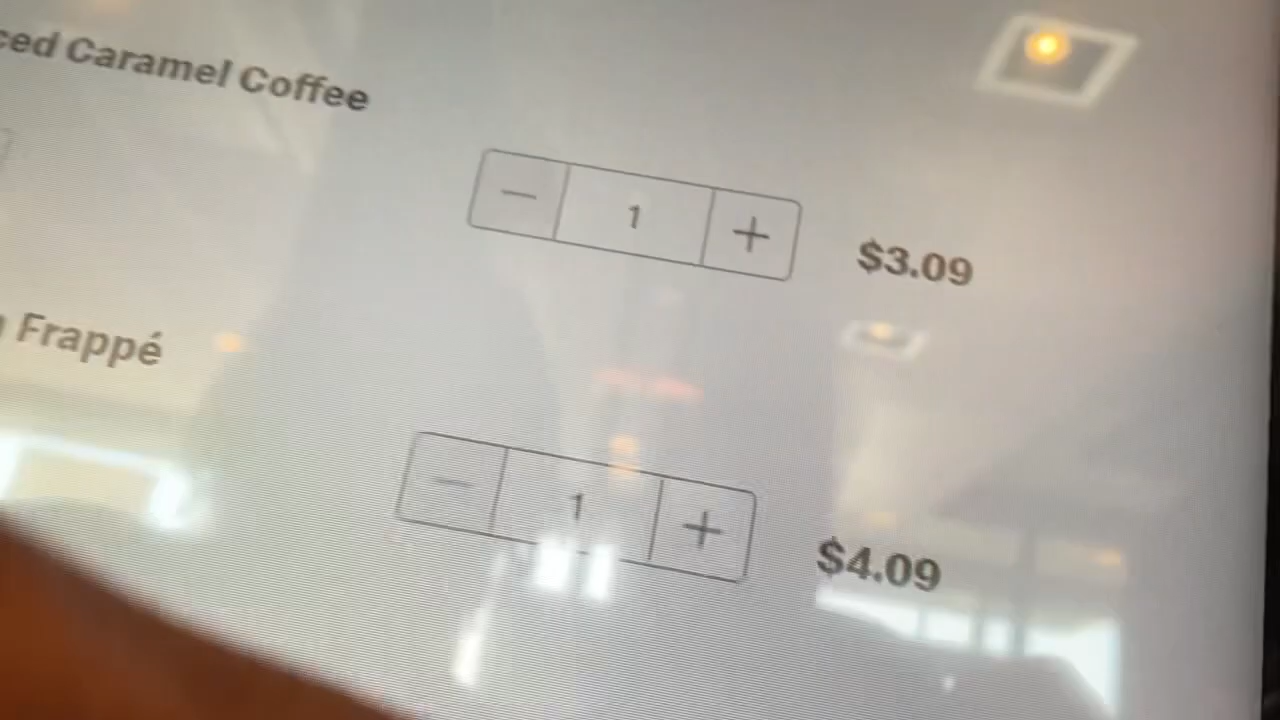 ced Caramel Coffee
− 1 +
$3.09
Frappé
− 1 +
$4.09